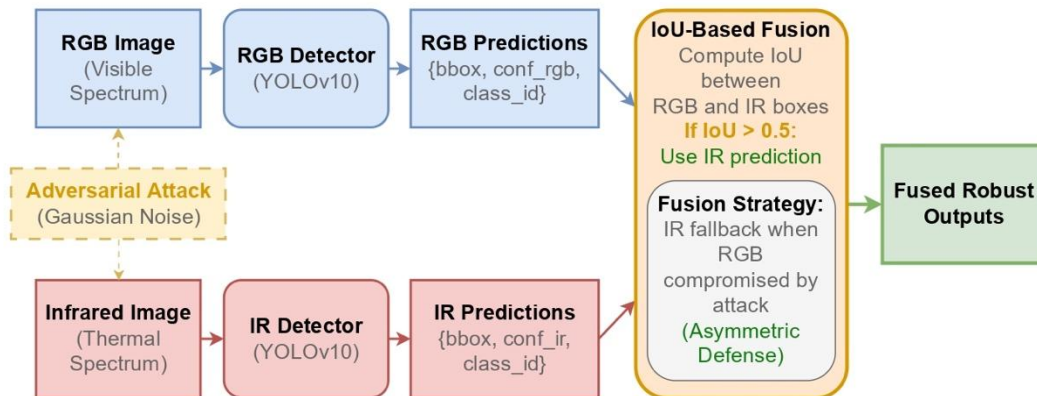 RGB Image
(Visible
Spectrum)
RGB Detector
(YOLOv10)
RGB Predictions
{bbox, conf_rgb,
class_id}
Adversarial Attack
(Gaussian Noise)
Infrared Image
(Thermal
Spectrum)
IR Detector
(YOLOv10)
IR Predictions
{bbox, conf_ir,
class_id}
IoU-Based Fusion
Compute IoU
between
RGB and IR boxes
If IoU > 0.5:
Use IR prediction
Fusion Strategy:
IR fallback when
RGB
compromised by
attack
(Asymmetric
Defense)
Fused Robust
Outputs